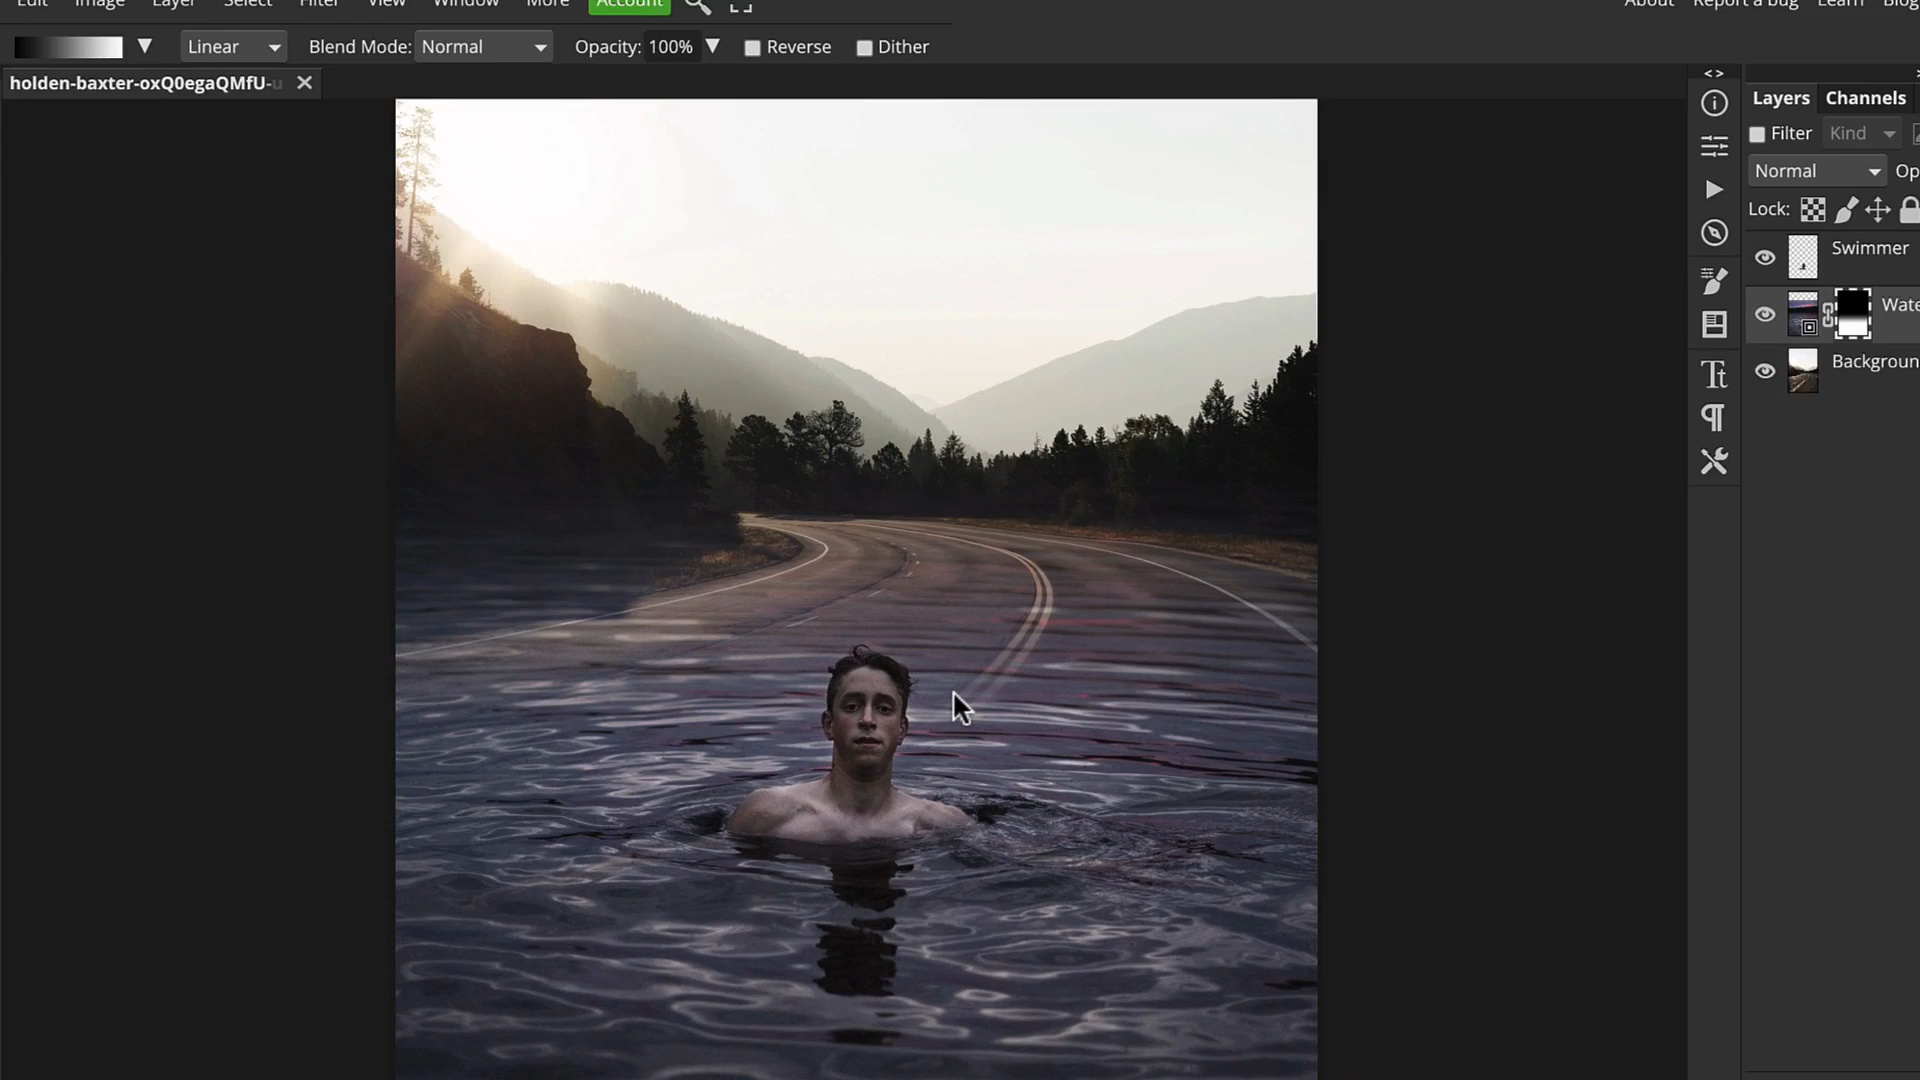 Edit Image Layer Select Filter View Window More Account About Report a bug Learn Blog
Linear Blend Mode: Normal Opacity: 100% Reverse Dither
holden-baxter-oxQ0egaQMfU-u
Layers Channels
Filter Kind
Normal Op
Lock:
Swimmer
Wate
Backgroun